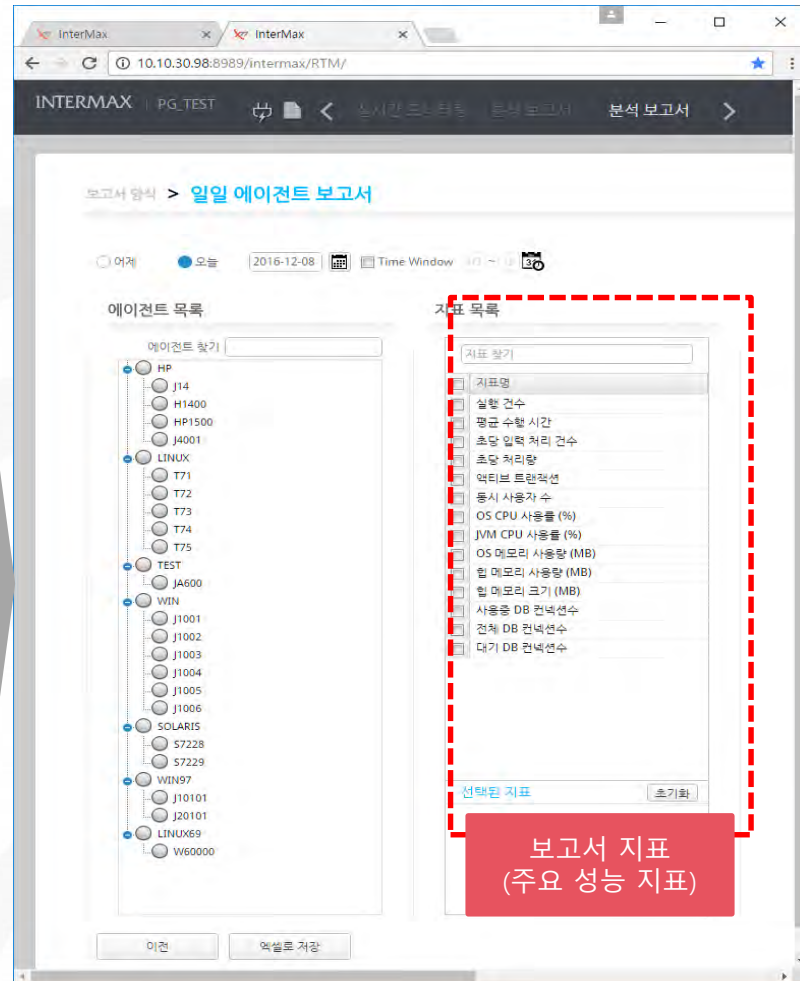 InterMax
InterMax
10.10.30.98:8989/intermax/RTM/
INTERMAX PG_TEST 분석 보고서
보고서 양식 > 일일 에이전트 보고서
어제 오늘 2016-12-08 Time Window ~
에이전트 목록
에이전트 찾기
HP
J14
H1400
HP1500
J4001
LINUX
T71
T72
T73
T74
T75
TEST
JA600
WIN
J1001
J1002
J1003
J1004
J1005
J1006
SOLARIS
S7228
S7229
WIN97
J10101
J20101
LINUX69
W60000
지표 목록
지표 찾기
지표명
실행 건수
평균 수행 시간
초당 입력 처리 건수
초당 처리량
액티브 트랜잭션
동시 사용자 수
OS CPU 사용률 (%)
JVM CPU 사용률 (%)
OS 메모리 사용량 (MB)
힙 메모리 사용량 (MB)
힙 메모리 크기 (MB)
사용중 DB 컨넥션수
전체 DB 컨넥션수
대기 DB 컨넥션수
선택된 지표 초기화
보고서 지표
(주요 성능 지표)
이전 엑셀로 저장